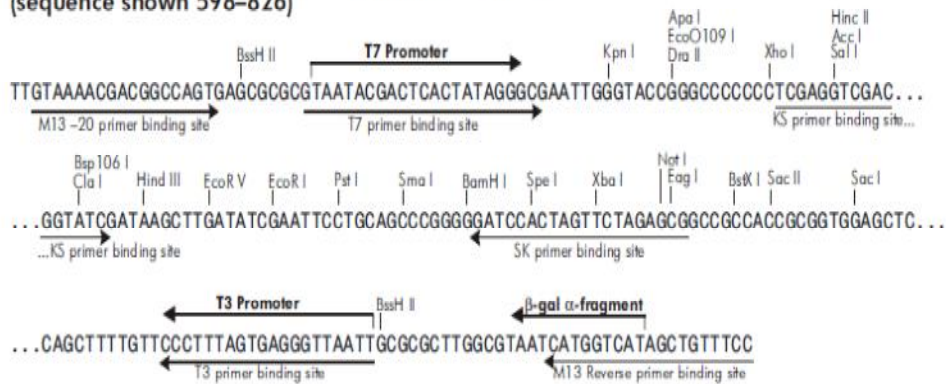 (sequence shown 598–826)
Apa I
EcoO109 I
Dra II
Hinc II
Acc I
Sal I
BssH II T7 Promoter Kpn I Xho I
TTGTAAAACGACGGCCAGTGAGCGCGCGTAATACGACTCACTATAGGGCGAATTGGGTACCGGGCCCCCCCTCGAGGTCGAC...
M13 –20 primer binding site T7 primer binding site KS primer binding site...
Bsp106 I
Cla I Hind III EcoR V EcoR I Pst I Sma I BamH I Spe I Xba I
Not I
Eag I BstX I Sac II Sac I
...GGTATCGATAAGCTTGATATCGAATTCCTGCAGCCCGGGGGATCCACTAGTTCTAGAGCGGCCGCCACCGCGGTGGAGCTC...
...KS primer binding site SK primer binding site
T3 Promoter BssH II β-gal α-fragment
...CAGCTTTTGTTCCCTTTAGTGAGGGTTAATTGCGCGCTTGGCGTAATCATGGTCATAGCTGTTTCC
T3 primer binding site M13 Reverse primer binding site